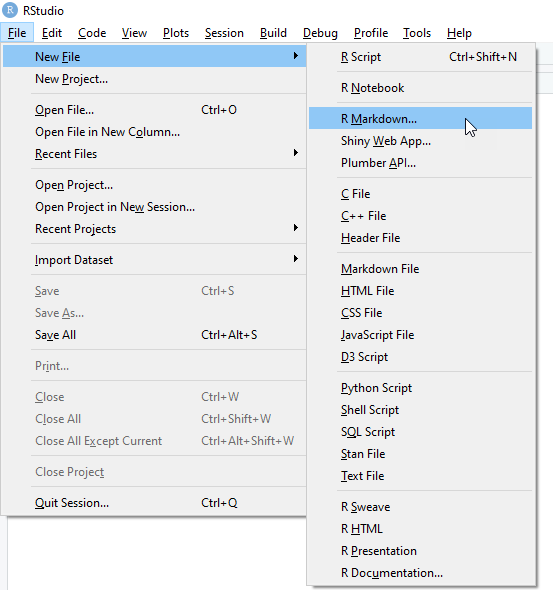 R RStudio
File Edit Code View Plots Session Build Debug Profile Tools Help
New File
New Project...
Open File... Ctrl+O
Open File in New Column...
Recent Files
Open Project...
Open Project in New Session...
Recent Projects
Import Dataset
Save Ctrl+S
Save As...
Save All Ctrl+Alt+S
Print...
Close Ctrl+W
Close All Ctrl+Shift+W
Close All Except Current Ctrl+Alt+Shift+W
Close Project
Quit Session... Ctrl+Q
R Script Ctrl+Shift+N
R Notebook
R Markdown...
Shiny Web App...
Plumber API...
C File
C++ File
Header File
Markdown File
HTML File
CSS File
JavaScript File
D3 Script
Python Script
Shell Script
SQL Script
Stan File
Text File
R Sweave
R HTML
R Presentation
R Documentation...